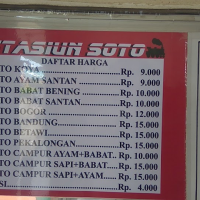 TASIUN SOTO
DAFTAR HARGA
TO KOYA Rp. 9.000
TO AYAM SANTAN Rp. 9.000
TO BABAT BENING Rp. 10.000
TO BABAT SANTAN Rp. 10.000
TO BOGOR Rp. 12.000
TO BANDUNG Rp. 15.000
TO BETAWI Rp. 15.000
TO PEKALONGAN Rp. 15.000
TO CAMPUR AYAM+BABAT Rp. 10.000
TO CAMPUR SAPI+BABAT Rp. 15.000
TO CAMPUR SAPI+AYAM Rp. 15.000
SI Rp. 4.000